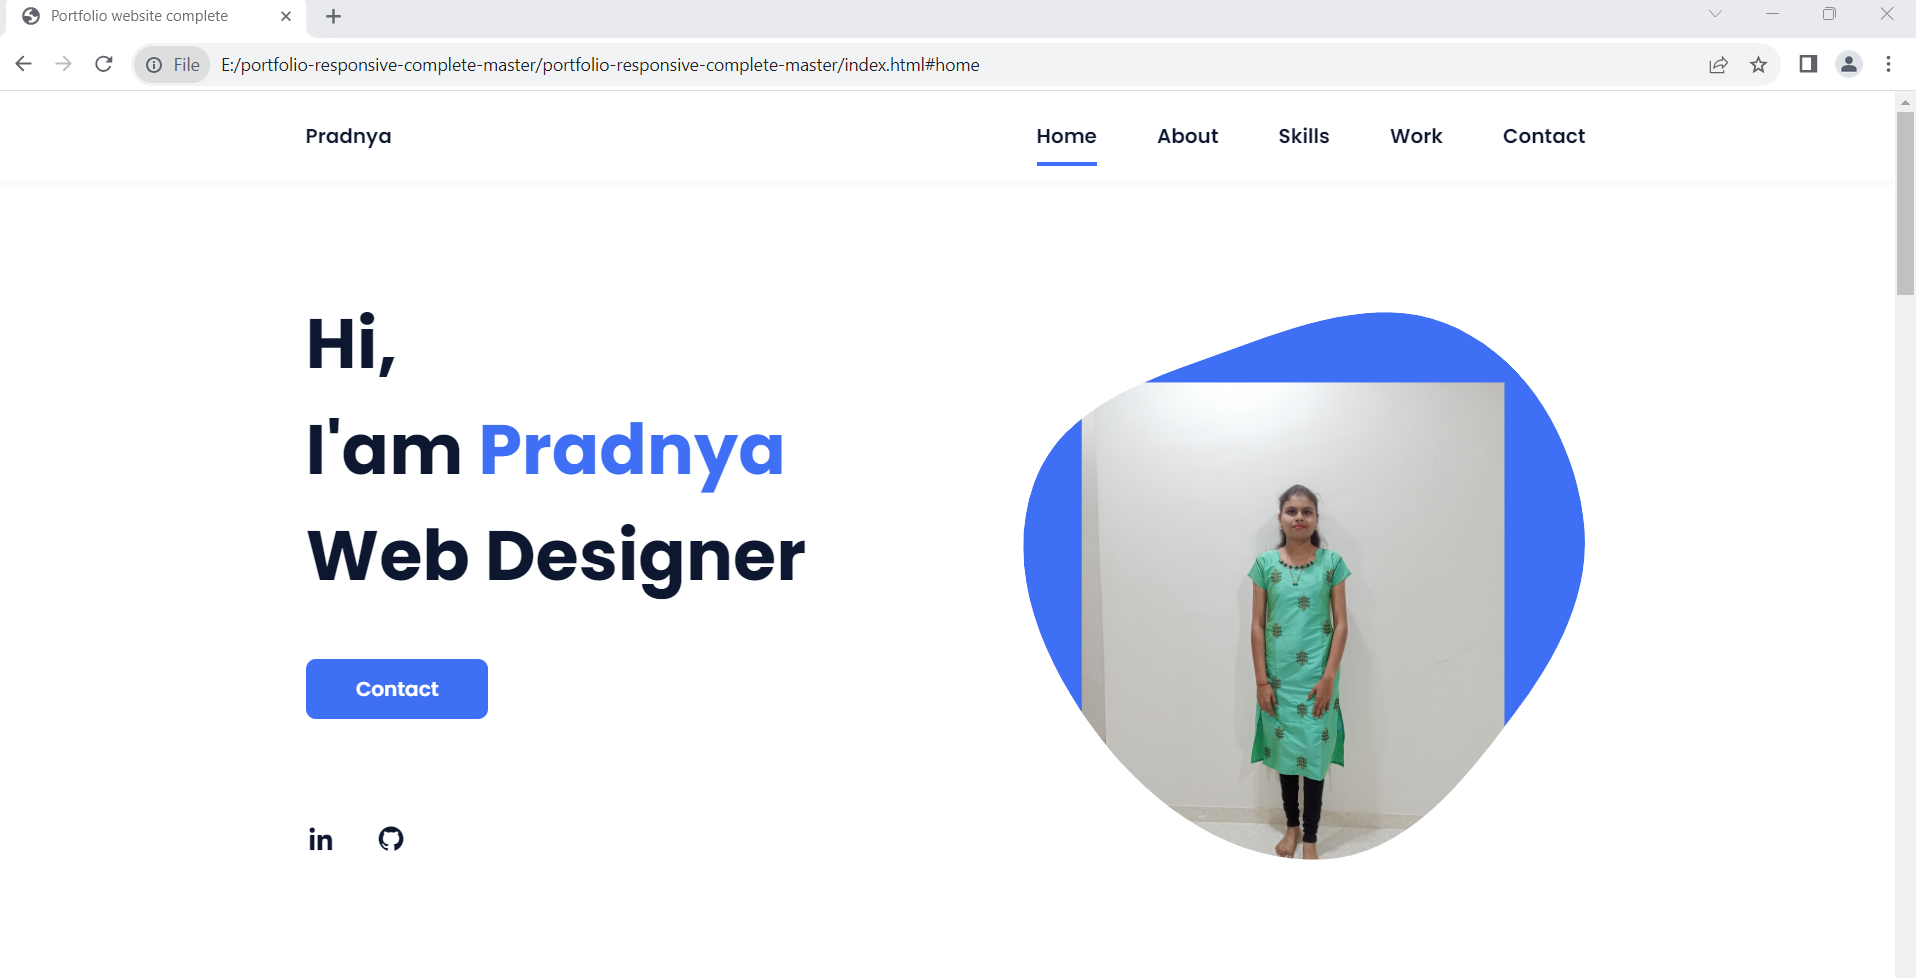 Portfolio website complete
File E:/portfolio-responsive-complete-master/portfolio-responsive-complete-master/index.html#home
Pradnya Home About Skills Work Contact
Hi,
I'am Pradnya
Web Designer
Contact
in